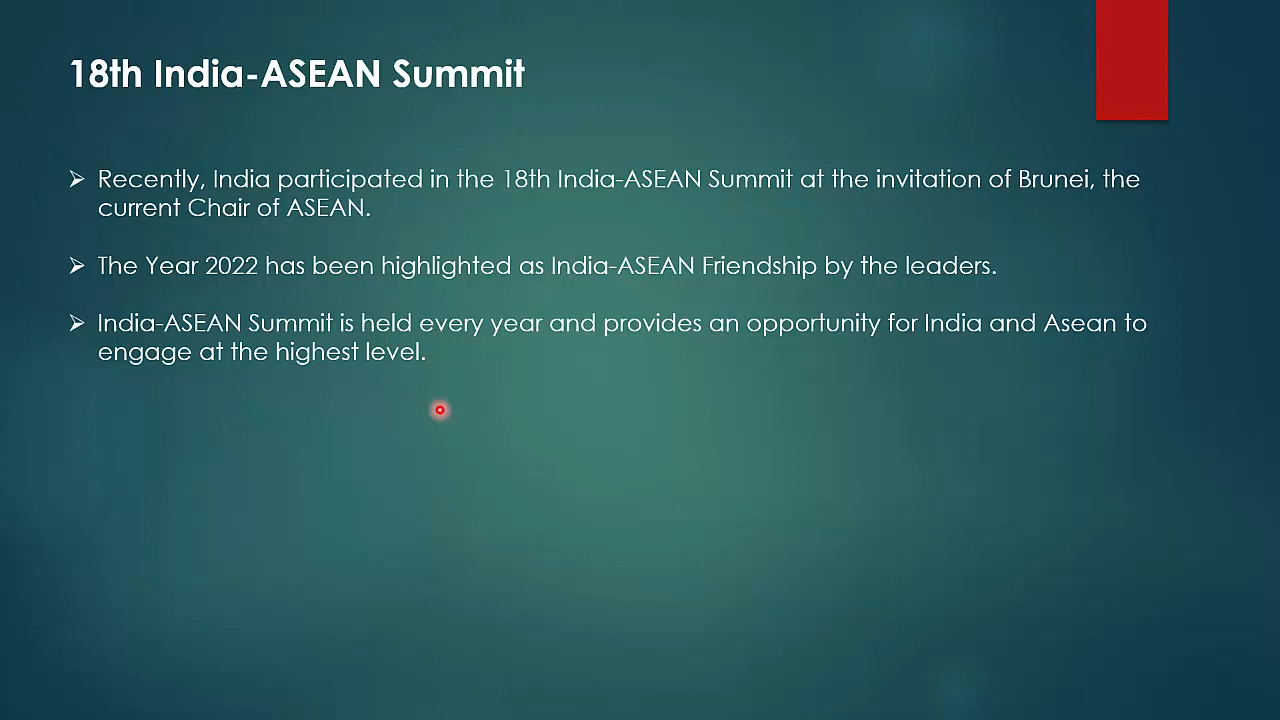 18th India-ASEAN Summit
➢ Recently, India participated in the 18th India-ASEAN Summit at the invitation of Brunei, the
current Chair of ASEAN.
➢ The Year 2022 has been highlighted as India-ASEAN Friendship by the leaders.
➢ India-ASEAN Summit is held every year and provides an opportunity for India and Asean to
engage at the highest level.